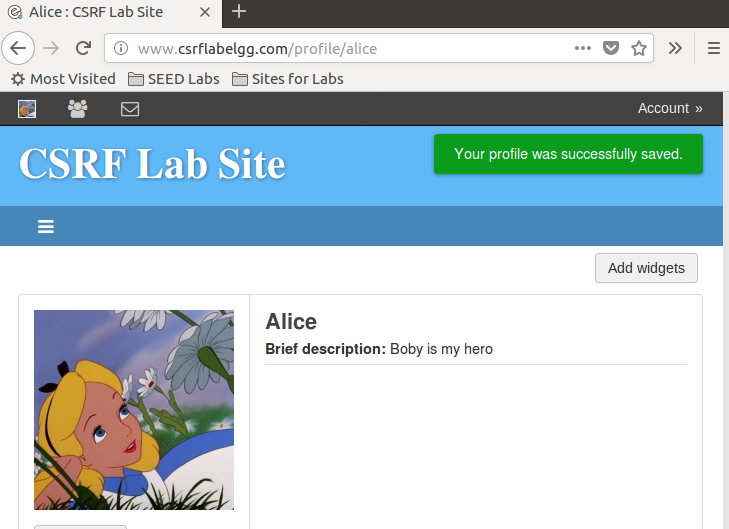 Alice : CSRF Lab Site
www.csrflabelgg.com/profile/alice
Most Visited SEED Labs Sites for Labs
Account »
CSRF Lab Site
Your profile was successfully saved.
Add widgets
Alice
Brief description: Boby is my hero